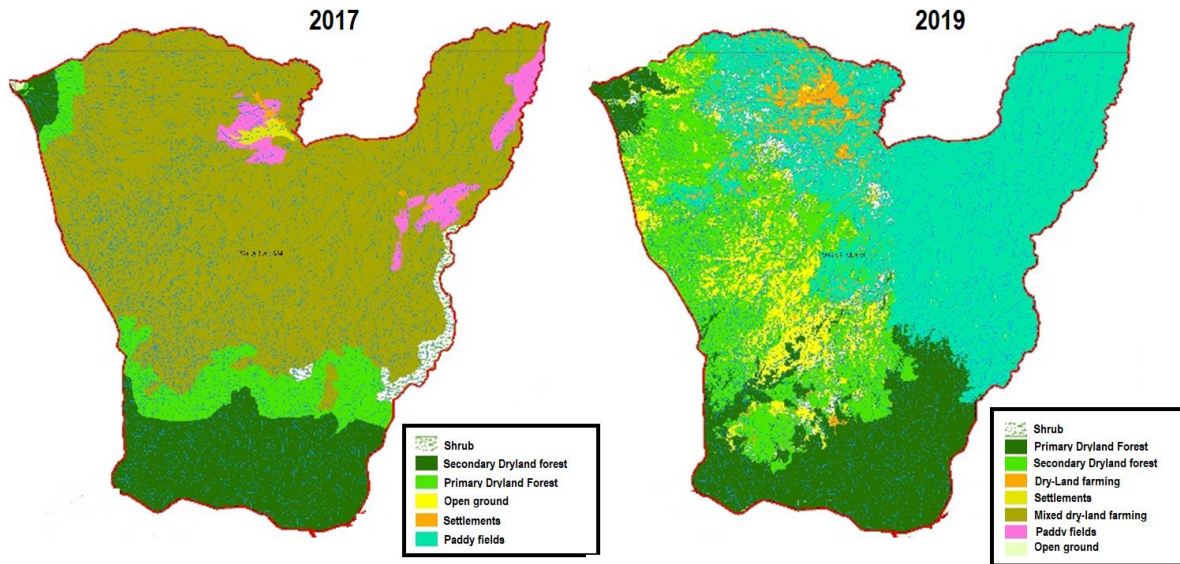 2017
2019
Shrub
Secondary Dryland forest
Primary Dryland Forest
Open ground
Settlements
Paddy fields
Shrub
Primary Dryland Forest
Secondary Dryland forest
Dry-Land farming
Settlements
Mixed dry-land farming
Paddy fields
Open ground